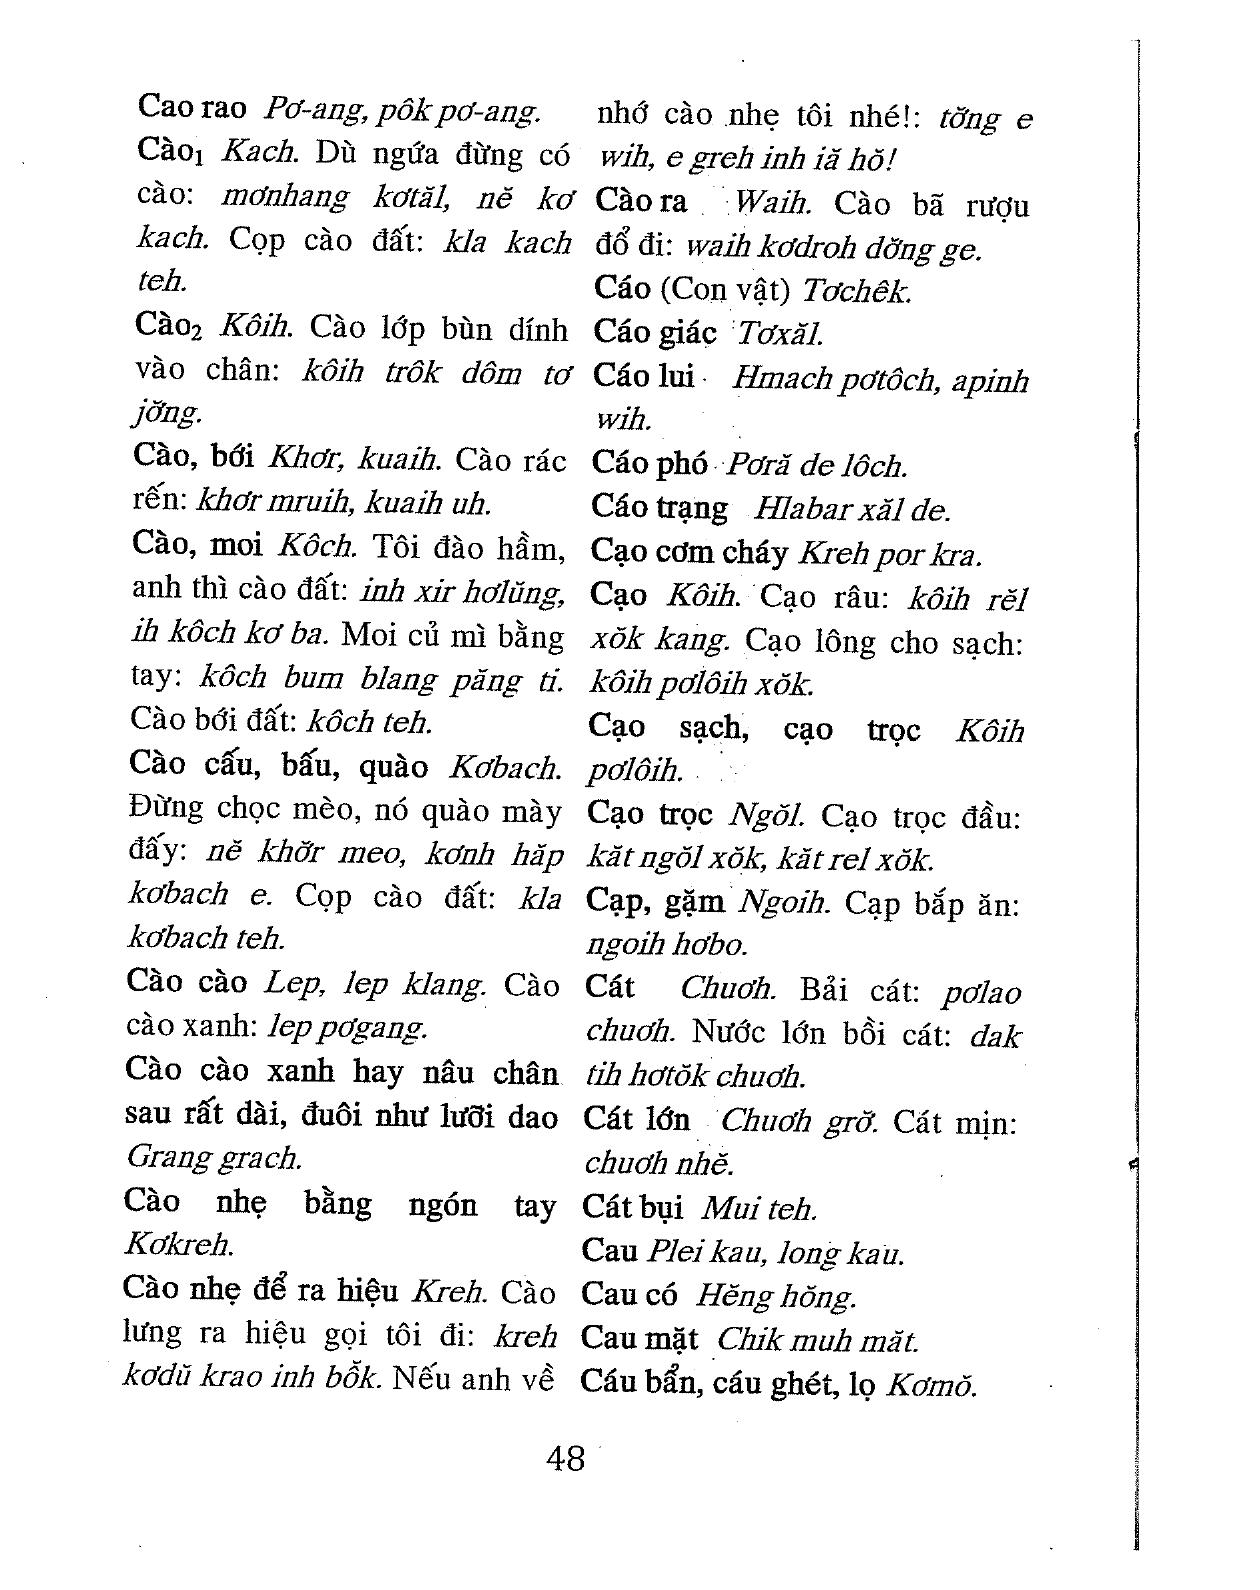 Cao rao Pơ-ang, pôk pơ-ang.
Cào₁ Kach. Dù ngứa đừng có
cào: mơnhang kơtăl, nĕ kơ
kach. Cọp cào đất: kla kach
teh.
Cào₂ Kôih. Cào lớp bùn dính
vào chân: kôih trôk dôm tơ
jơ̆ng.
Cào, bới Khơr, kuaih. Cào rác
rến: khơr mruih, kuaih uh.
Cào, moi Kôch. Tôi đào hầm,
anh thì cào đất: inh xir hơlŭng,
ih kôch kơ ba. Moi củ mì bằng
tay: kôch bum blang păng ti.
Cào bới đất: kôch teh.
Cào cấu, bấu, quào Kơbach.
Đừng chọc mèo, nó quào mày
đấy: nĕ khơ̆r meo, kơnh hăp
kơbach e. Cọp cào đất: kla
kơbach teh.
Cào cào Lep, lep klang. Cào
cào xanh: lep pơgang.
Cào cào xanh hay nâu chân
sau rất dài, đuôi như lưỡi dao
Grang grach.
Cào nhẹ bằng ngón tay
Kơkreh.
Cào nhẹ để ra hiệu Kreh. Cào
lưng ra hiệu gọi tôi đi: kreh
kơdŭ krao inh bô̆k. Nếu anh về
nhớ cào nhẹ tôi nhé!: tơ̆ng e
wih, e greh inh iă hŏ!
Cào ra Waih. Cào bã rượu
đổ đi: waih kơdroh dơ̆ng ge.
Cáo (Con vật) Tơchêk.
Cáo giác Tơxăl.
Cáo lui Hmach pơtôch, apinh
wih.
Cáo phó Pơră de lôch.
Cáo trạng Hlabar xăl de.
Cạo cơm cháy Kreh por kra.
Cạo Kôih. Cạo râu: kôih rĕl
xŏk kang. Cạo lông cho sạch:
kôih pơlôih xŏk.
Cạo sạch, cạo trọc Kôih
pơlôih.
Cạo trọc Ngŏl. Cạo trọc đầu:
kăt ngŏl xŏk, kăt rel xŏk.
Cạp, gặm Ngoih. Cạp bắp ăn:
ngoih hơbo.
Cát Chuơh. Bải cát: pơlao
chuơh. Nước lớn bồi cát: dak
tih hơtŏk chuơh.
Cát lớn Chuơh grơ̆. Cát mịn:
chuơh nhĕ.
Cát bụi Mui teh.
Cau Plei kau, long kau.
Cau có Hĕng hŏng.
Cau mặt Chik muh măt.
Cáu bẩn, cáu ghét, lọ Kơmŏ.
48